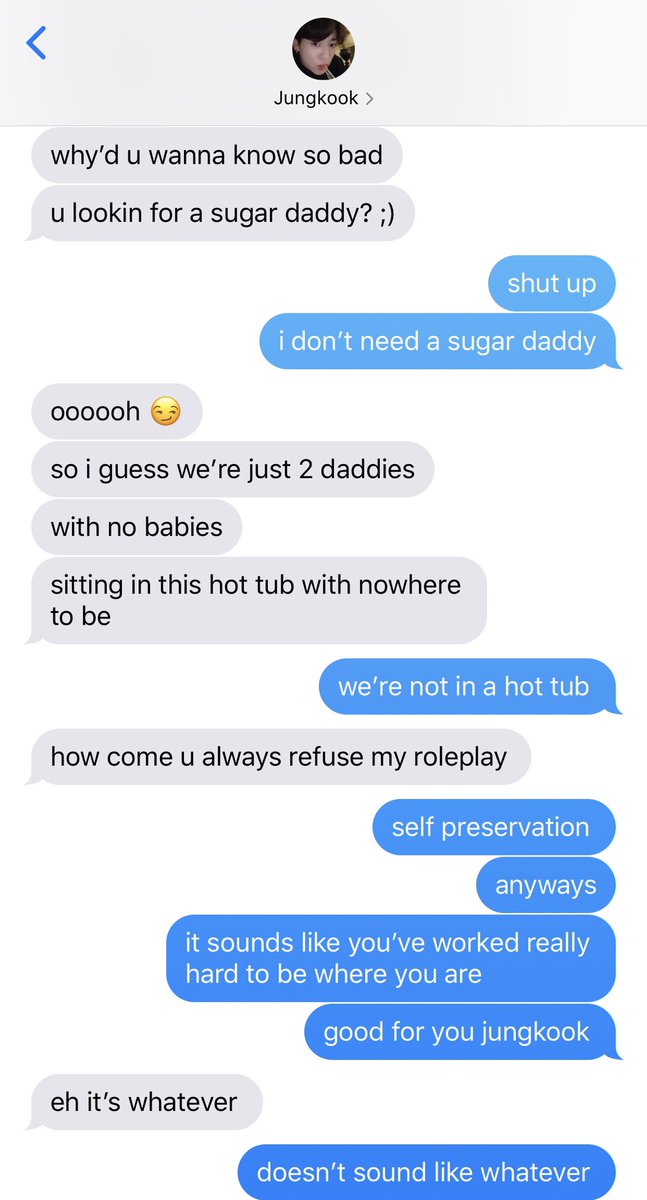 Jungkook
why’d u wanna know so bad
u lookin for a sugar daddy? ;)
shut up
i don’t need a sugar daddy
oooooh 😏
so i guess we’re just 2 daddies
with no babies
sitting in this hot tub with nowhere
to be
we’re not in a hot tub
how come u always refuse my roleplay
self preservation
anyways
it sounds like you’ve worked really
hard to be where you are
good for you jungkook
eh it’s whatever
doesn’t sound like whatever